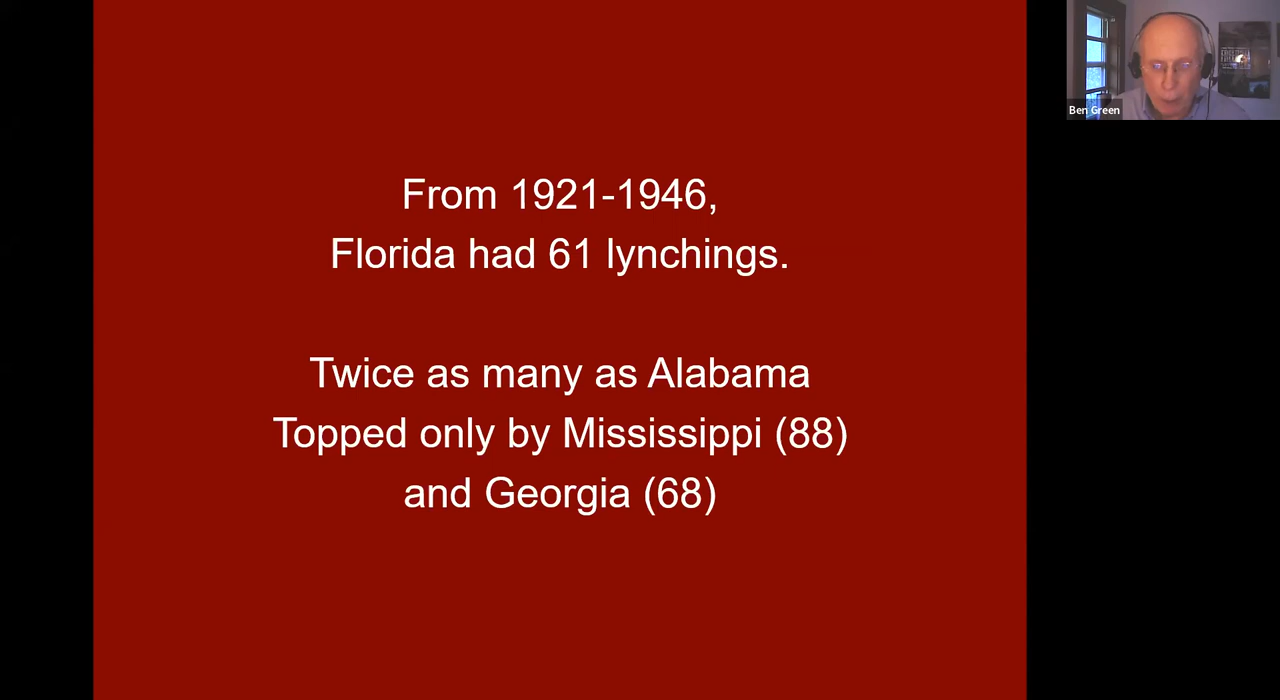 From 1921-1946,
Florida had 61 lynchings.
Twice as many as Alabama
Topped only by Mississippi (88)
and Georgia (68)
Ben Green